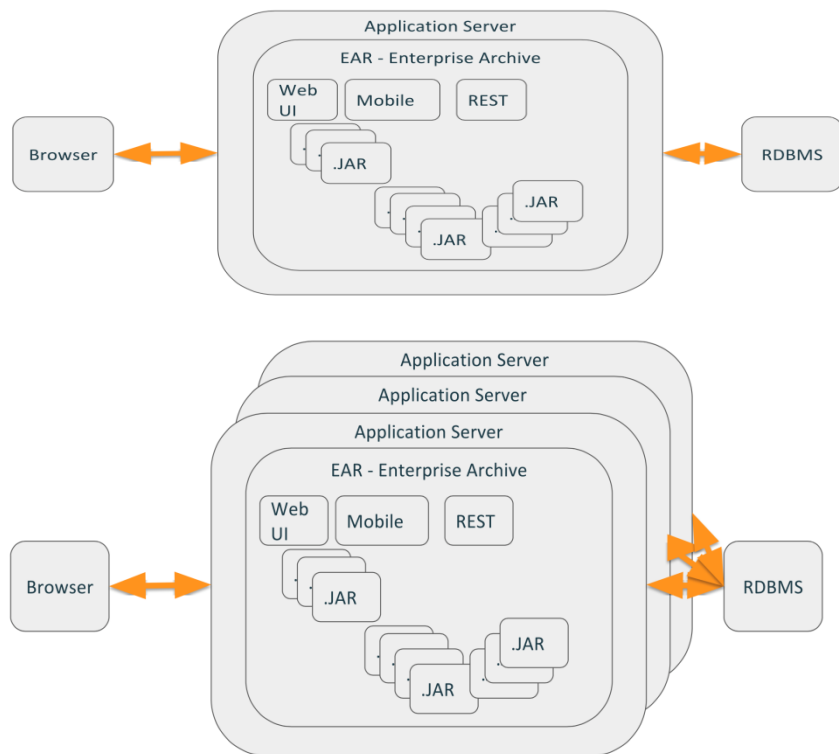 Application Server
EAR - Enterprise Archive
Web
UI
Mobile
REST
Browser
RDBMS
.JAR
.JAR
.JAR
Application Server
Application Server
Application Server
EAR - Enterprise Archive
Web
UI
Mobile
REST
Browser
RDBMS
.JAR
.JAR
.JAR